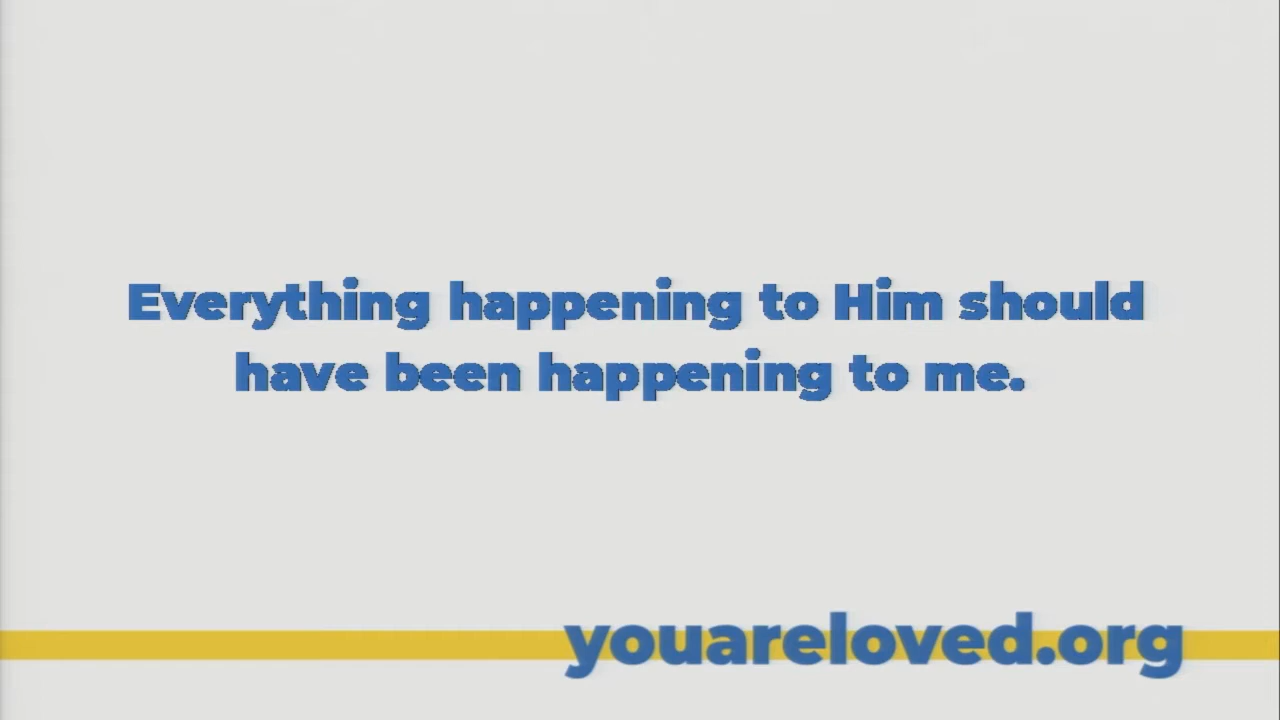 Everything happening to Him should
have been happening to me.
youareloved.org